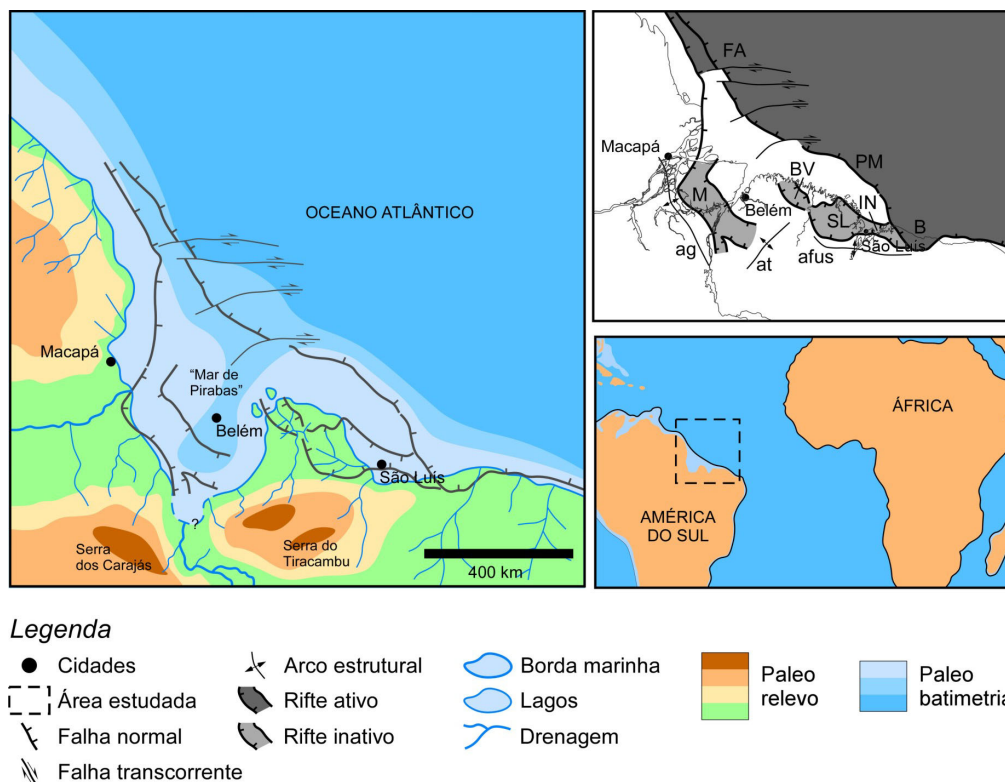 OCEANO ATLÂNTICO
Macapá
"Mar de
Pirabas"
Belém
São Luís
?
Serra
dos Carajás
Serra do
Tiracambu
400 km
FA
Macapá
PM
BV
M
Belém
IN
SL
B
São Luís
ag
at
afus
ÁFRICA
AMÉRICA
DO SUL
Legenda
Cidades
Área estudada
Falha normal
Falha transcorrente
Arco estrutural
Rifte ativo
Rifte inativo
Borda marinha
Lagos
Drenagem
Paleo
relevo
Paleo
batimetria